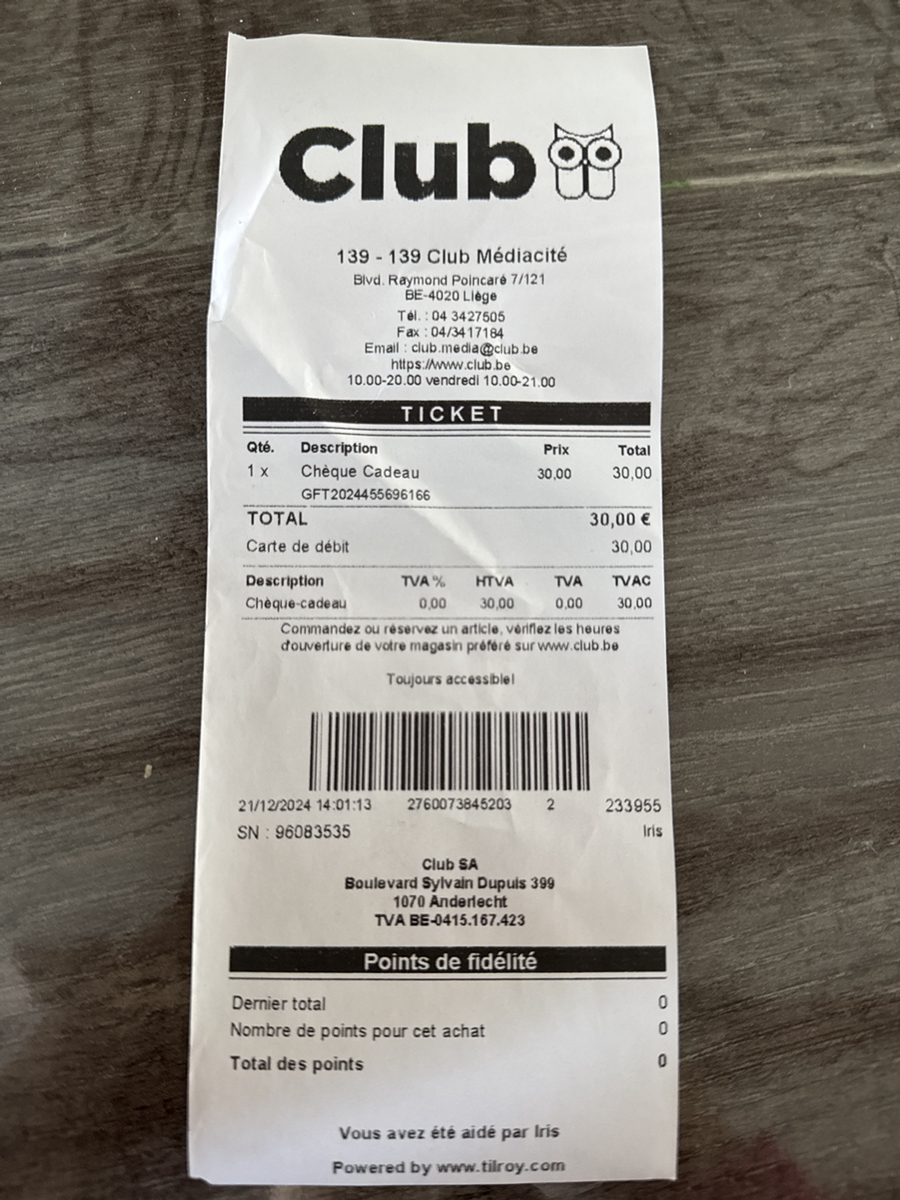 Club
139 - 139 Club Médiacité
Blvd. Raymond Poincaré 7/121
BE-4020 Liège
Tél. : 04 3427505
Fax : 04/3417184
Email : club.media@club.be
https://www.club.be
10.00-20.00 vendredi 10.00-21.00
TICKET
Qté. Description Prix Total
1 x Chèque Cadeau 30,00 30,00
GFT2024455696166
TOTAL 30,00 €
Carte de débit 30,00
Description TVA % HTVA TVA TVAC
Chèque-cadeau 0,00 30,00 0,00 30,00
Commandez ou réservez un article, vérifiez les heures
d'ouverture de votre magasin préféré sur www.club.be
Toujours accessible!
21/12/2024 14:01:13 2760073845203 2 233955
SN : 96083535 Iris
Club SA
Boulevard Sylvain Dupuis 399
1070 Anderlecht
TVA BE-0415.167.423
Points de fidélité
Dernier total 0
Nombre de points pour cet achat 0
Total des points 0
Vous avez été aidé par Iris
Powered by www.tilroy.com